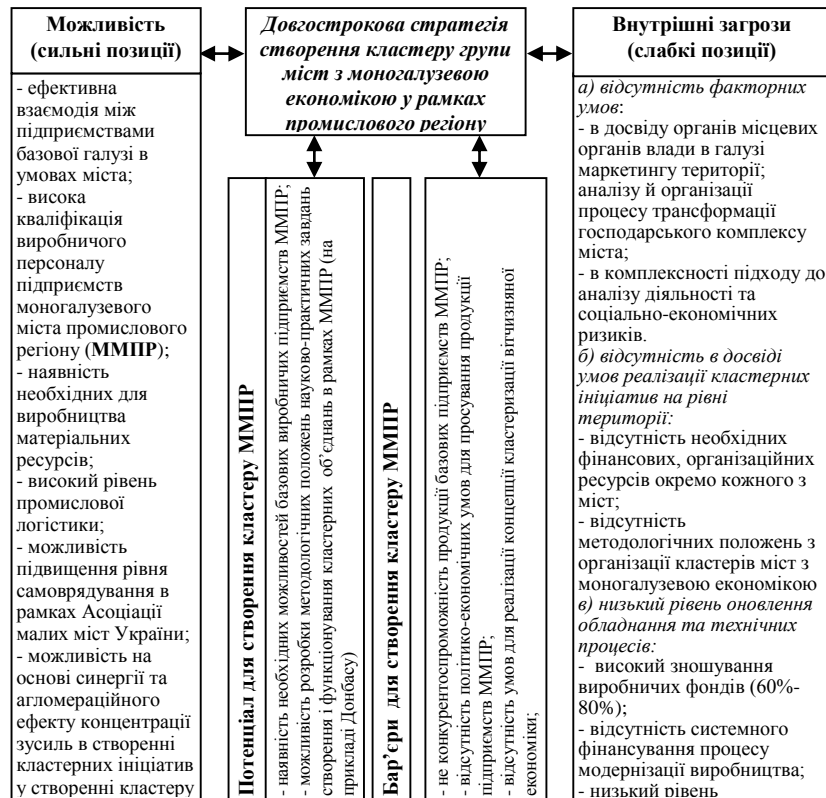 Можливість
(сильні позиції)
- ефективна
взаємодія між
підприємствами
базової галузі в
умовах міста;
- висока
кваліфікація
виробничого
персоналу
підприємств
моногалузевого
міста промислового
регіону (ММПР);
- наявність
необхідних для
виробництва
матеріальних
ресурсів;
- високий рівень
промислової
логістики;
- можливість
підвищення рівня
самоврядування в
рамках Асоціації
малих міст України;
- можливість на
основі синергії та
агломераційного
ефекту концентрації
зусиль в створенні
кластерних ініціатив
у створенні кластеру
Довгострокова стратегія
створення кластеру групи
міст з моногалузевою
економікою у рамках
промислового регіону
Потенціал для створення кластеру ММПР
- наявність необхідних можливостей базових виробничих підприємств ММПР;
- можливість розробки методологічних положень науково-практичних завдань
створення і функціонування кластерних об’єднань в рамках ММПР (на
прикладі Донбасу)
Бар’єри для створення кластеру ММПР
- не конкурентоспроможність продукції базових підприємств ММПР;
- відсутність політико-економічних умов для просування продукції
підприємств ММПР;
- відсутність умов для реалізації концепції кластеризації вітчизняної
економіки;
Внутрішні загрози
(слабкі позиції)
а) відсутність факторних
умов:
- в досвіду органів місцевих
органів влади в галузі
маркетингу території;
аналізу й організації
процесу трансформації
господарського комплексу
міста;
- в комплексності підходу до
аналізу діяльності та
соціально-економічних
ризиків.
б) відсутність в досвіді
умов реалізації кластерних
ініціатив на рівні
території:
- відсутність необхідних
фінансових, організаційних
ресурсів окремо кожного з
міст;
- відсутність
методологічних положень з
організації кластерів міст з
моногалузевою економікою
в) низький рівень оновлення
обладнання та технічних
процесів:
- високий зношування
виробничих фондів (60%-
80%);
- відсутність системного
фінансування процесу
модернізації виробництва;
- низький рівень